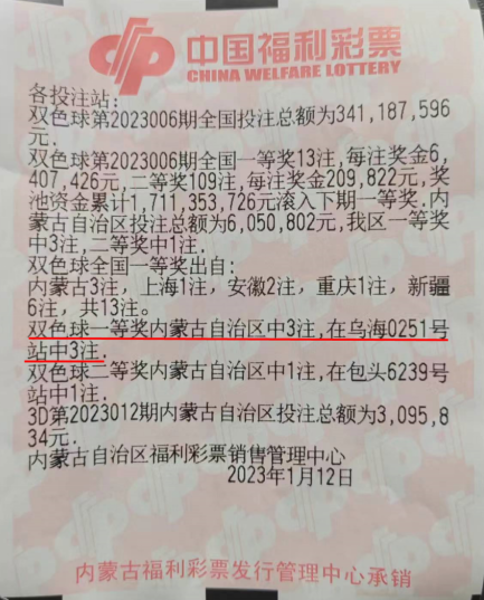 中国福利彩票
CHINA WELFARE LOTTERY
各投注站:
双色球第2023006期全国投注总额为341,187,596
元.
双色球第2023006期全国一等奖13注,每注奖金6,
407,426元,二等奖109注,每注奖金209,822元,奖
池资金累计1,711,353,726元滚入下期一等奖.内
蒙古自治区投注总额为6,050,802元,我区一等奖
中3注,二等奖中1注.
双色球全国一等奖出自:
内蒙古3注, 上海1注, 安徽2注, 重庆1注, 新疆
6注, 共13注.
双色球一等奖内蒙古自治区中3注,在乌海0251号
站中3注.
双色球二等奖内蒙古自治区中1注,在包头6239号
站中1注.
3D第2023012期内蒙古自治区投注总额为3,095,8
34元.
内蒙古自治区福利彩票销售管理中心
2023年1月12日
内蒙古福利彩票发行管理中心承销